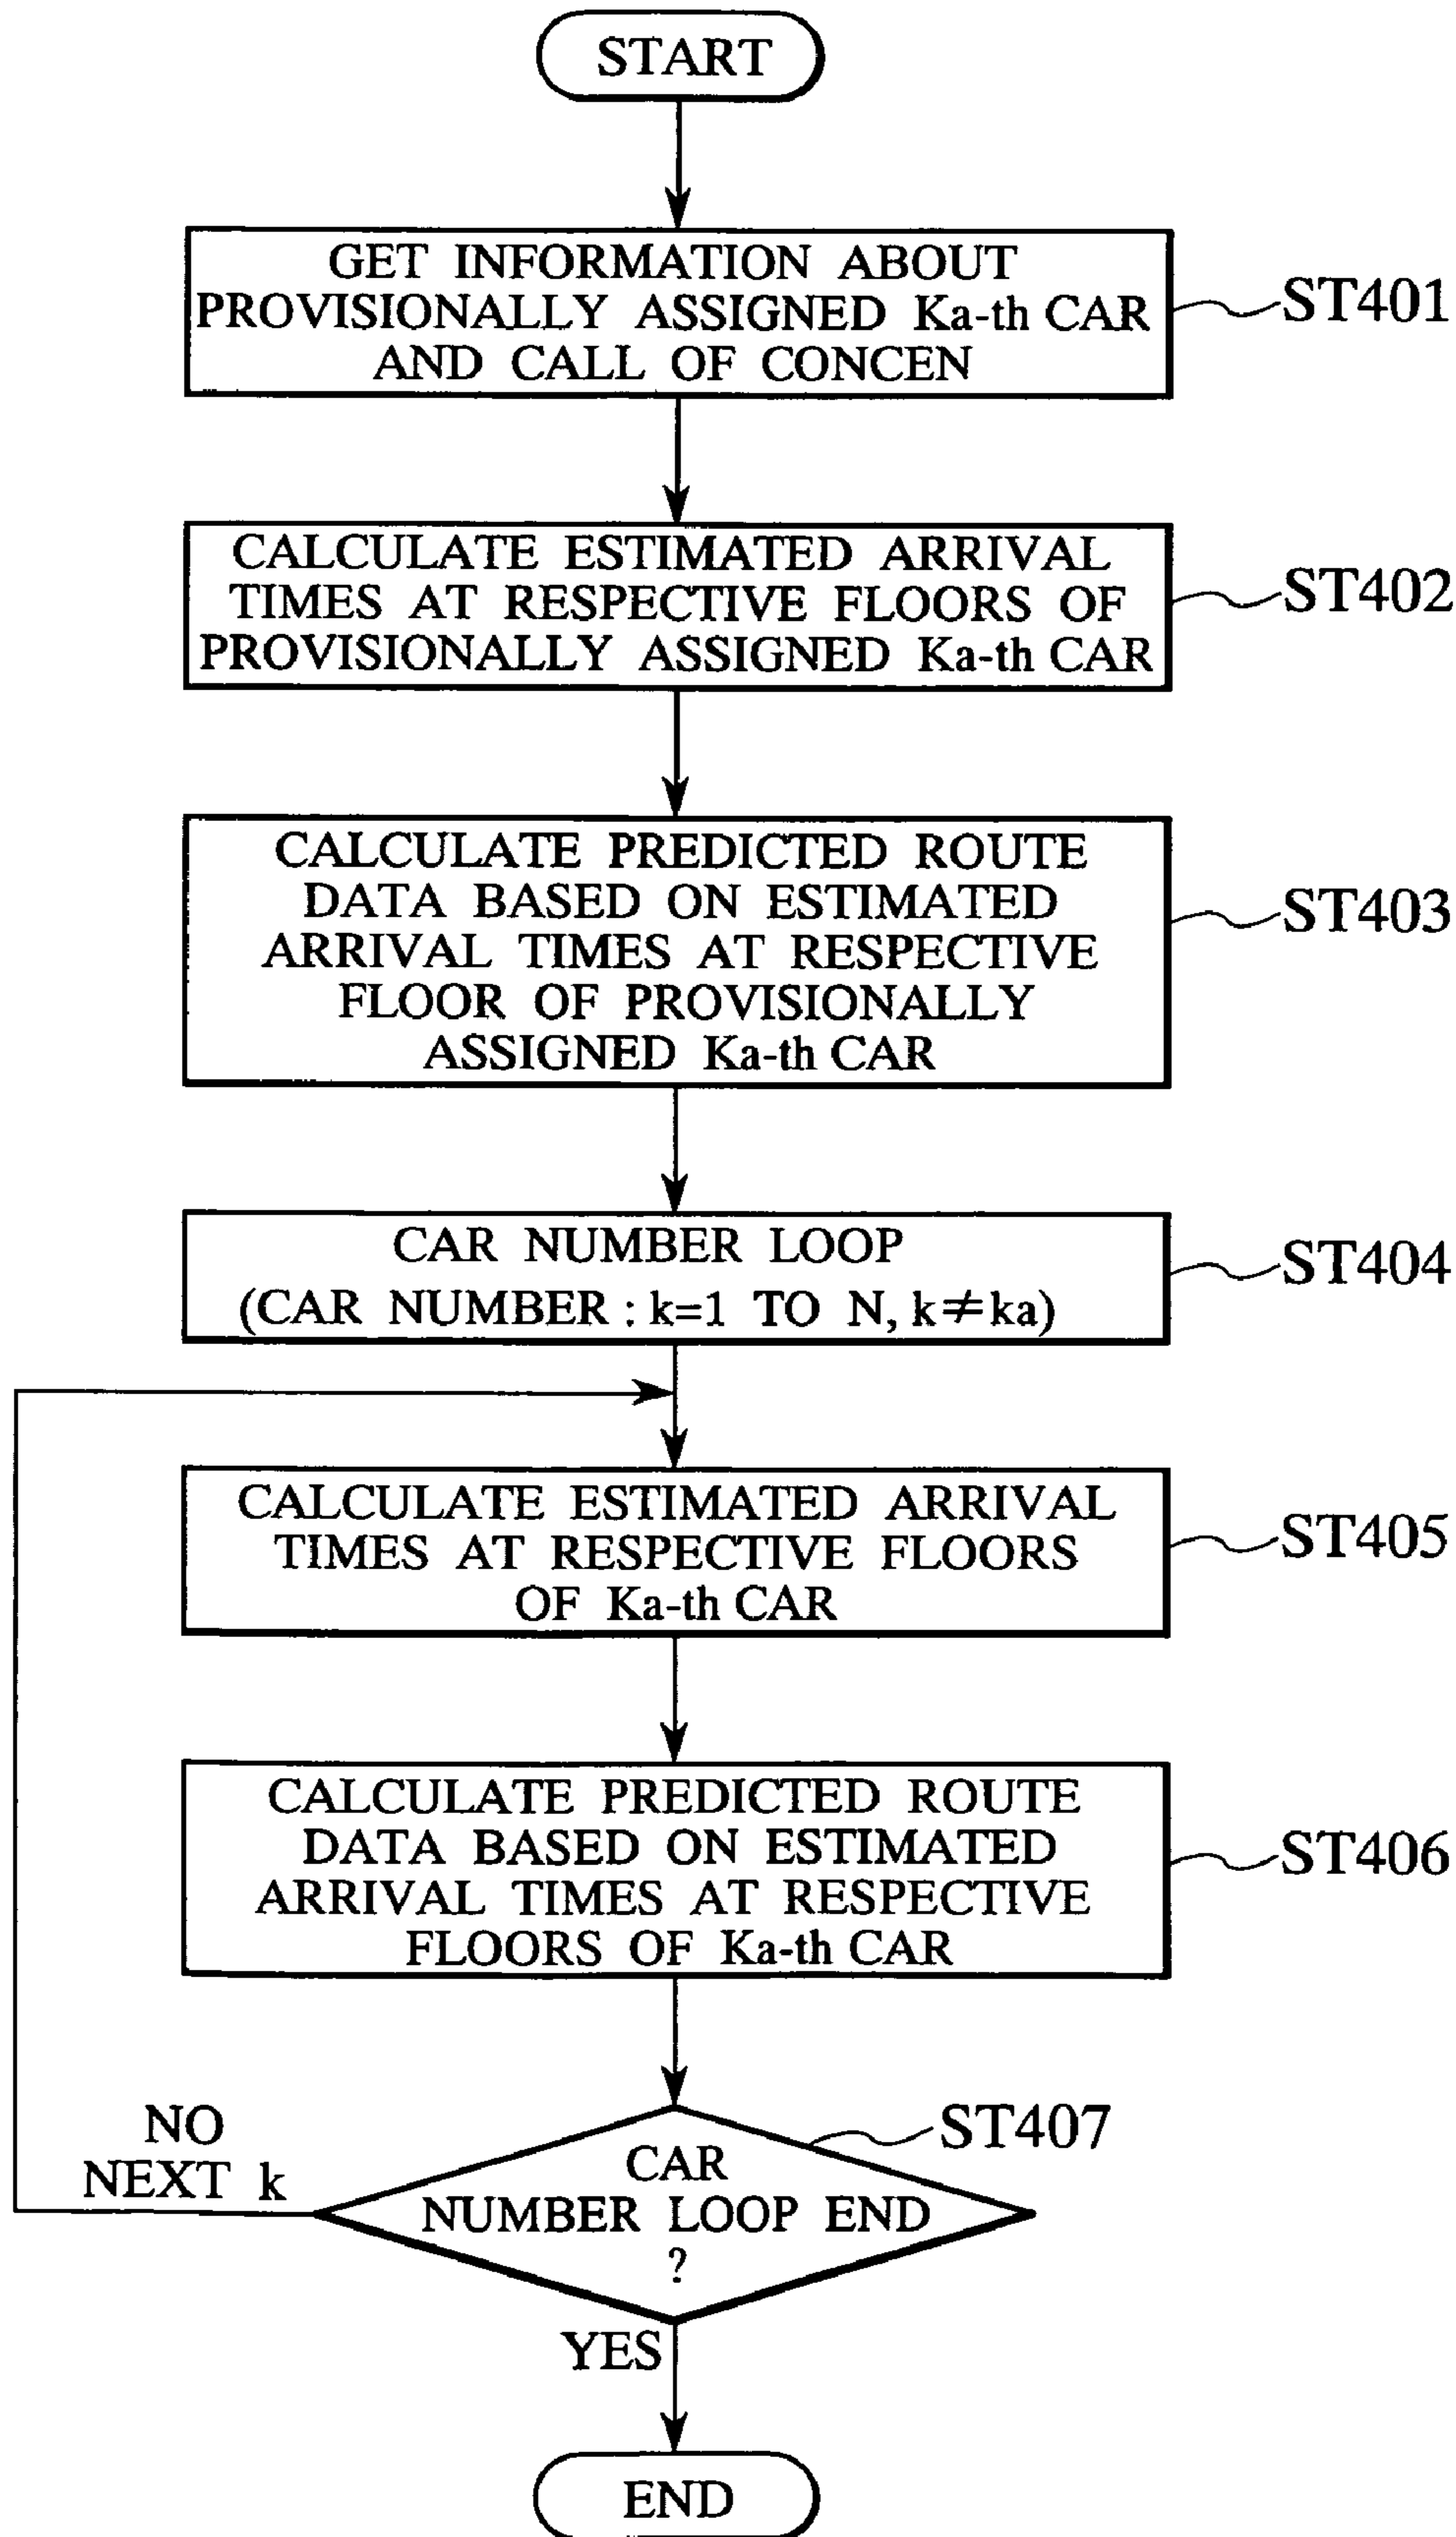 START
GET INFORMATION ABOUT
PROVISIONALLY ASSIGNED Ka-th CAR
AND CALL OF CONCEN
ST401
CALCULATE ESTIMATED ARRIVAL
TIMES AT RESPECTIVE FLOORS OF
PROVISIONALLY ASSIGNED Ka-th CAR
ST402
CALCULATE PREDICTED ROUTE
DATA BASED ON ESTIMATED
ARRIVAL TIMES AT RESPECTIVE
FLOOR OF PROVISIONALLY
ASSIGNED Ka-th CAR
ST403
CAR NUMBER LOOP
(CAR NUMBER : k=1 TO N, k≠ka)
ST404
CALCULATE ESTIMATED ARRIVAL
TIMES AT RESPECTIVE FLOORS
OF Ka-th CAR
ST405
CALCULATE PREDICTED ROUTE
DATA BASED ON ESTIMATED
ARRIVAL TIMES AT RESPECTIVE
FLOORS OF Ka-th CAR
ST406
NO
NEXT k
CAR
NUMBER LOOP END
?
ST407
YES
END